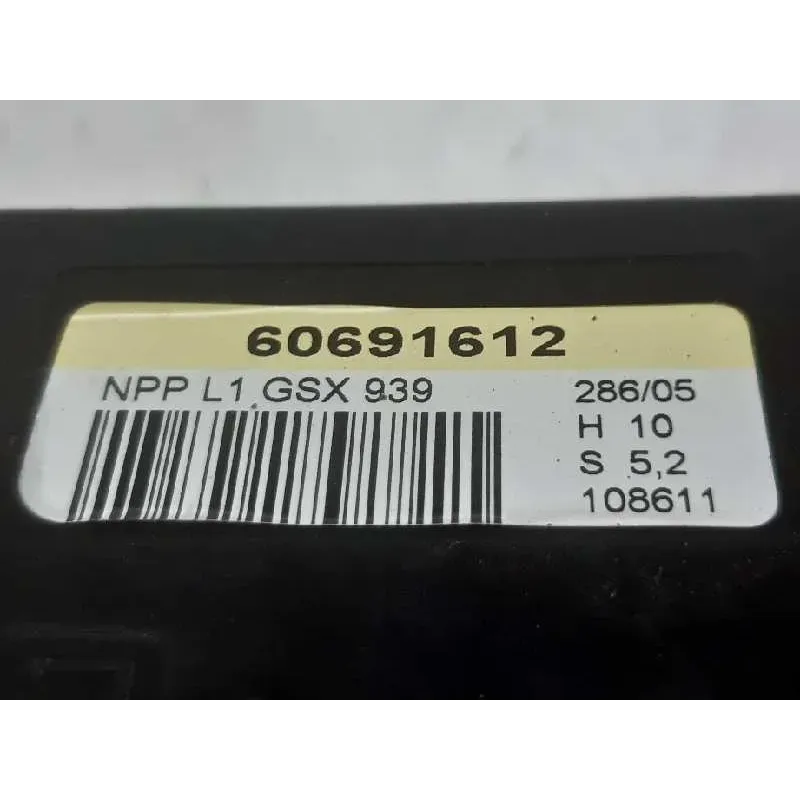 60691612
NPP L1 GSX 939
286/05
H 10
S 5,2
108611